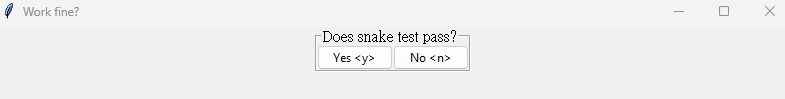 Work fine?
Does snake test pass?
Yes <y> No <n>